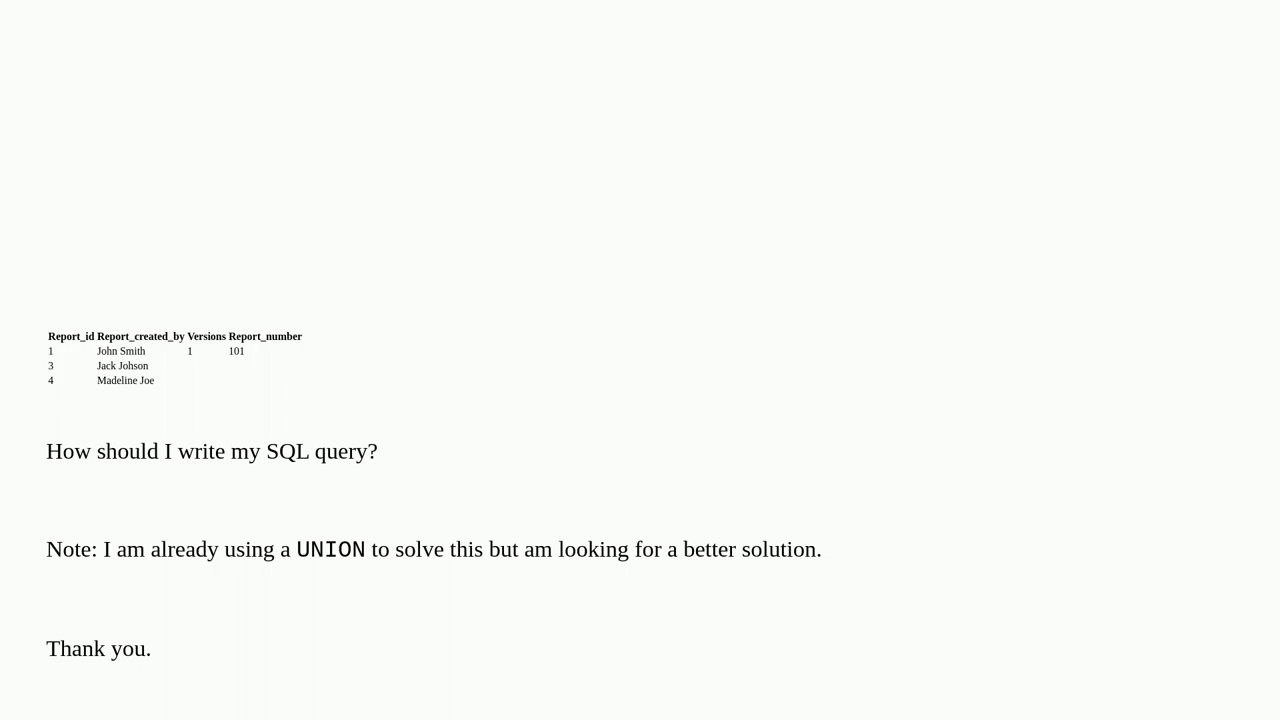 Report_id Report_created_by Versions Report_number
1 John Smith 1 101
3 Jack Johson
4 Madeline Joe
How should I write my SQL query?
Note: I am already using a UNION to solve this but am looking for a better solution.
Thank you.